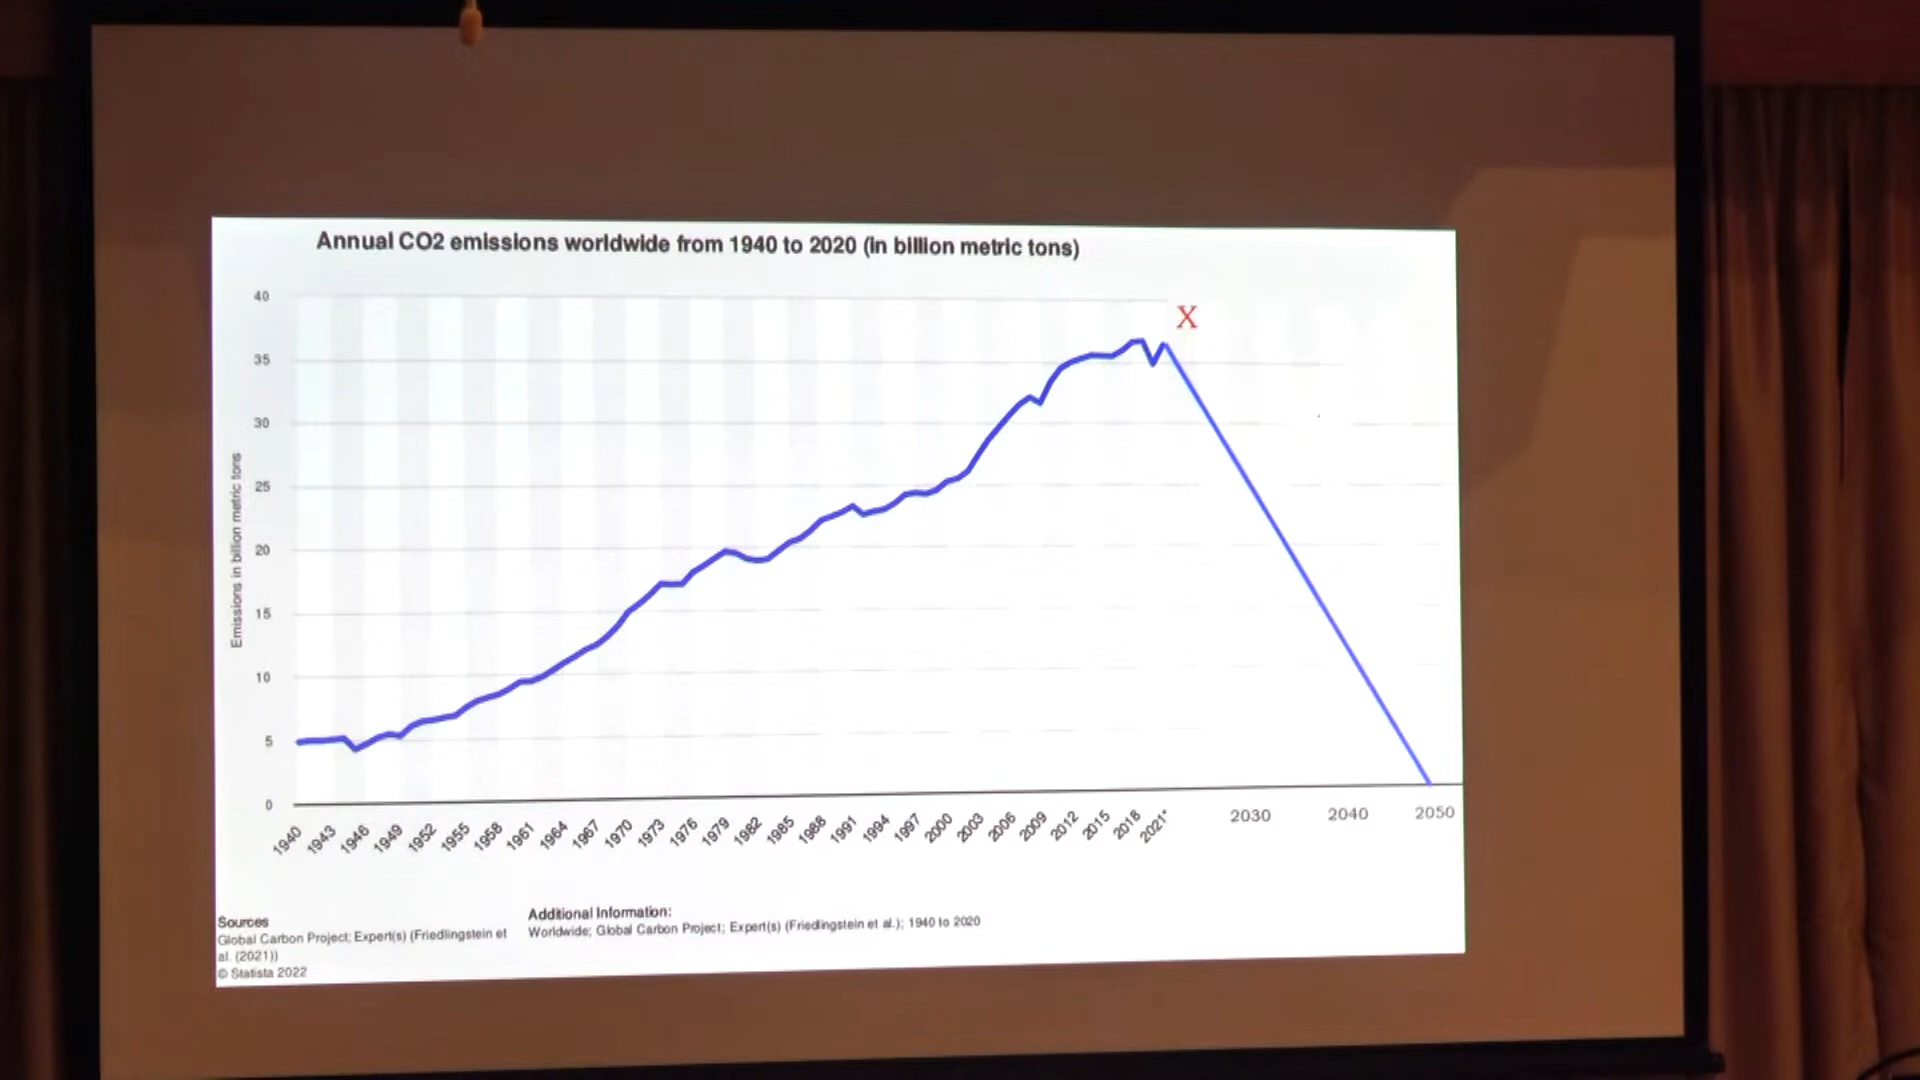 Annual CO2 emissions worldwide from 1940 to 2020 (in billion metric tons)
X
40
35
30
25
20
15
10
5
0
Emissions in billion metric tons
1940 1943 1946 1949 1952 1955 1958 1961 1964 1967 1970 1973 1976 1979 1982 1985 1988 1991 1994 1997 2000 2003 2006 2009 2012 2015 2018 2021* 2030 2040 2050
Sources
Global Carbon Project; Expert(s) (Friedlingstein et
al. (2021))
© Statista 2022
Additional Information:
Worldwide; Global Carbon Project; Expert(s) (Friedlingstein et al.); 1940 to 2020